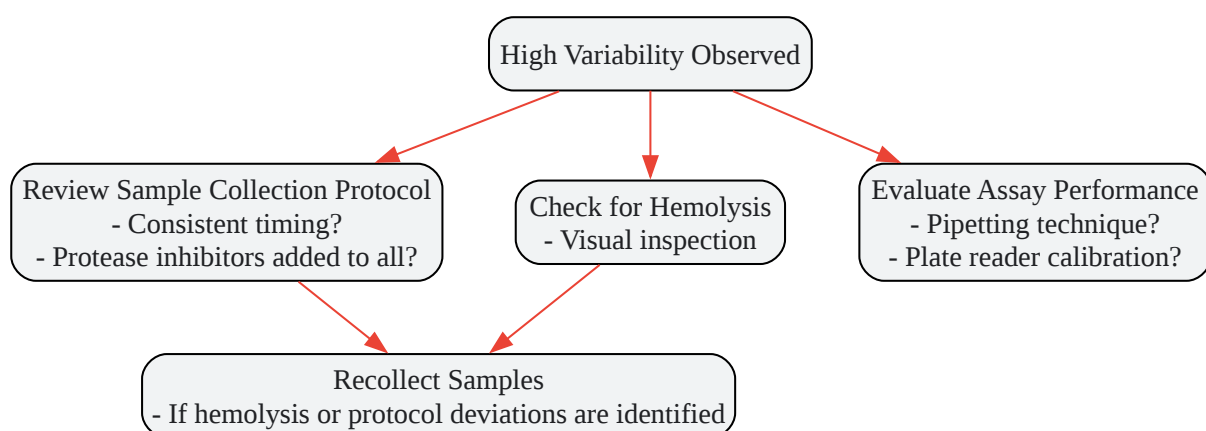 High Variability Observed
Review Sample Collection Protocol
- Consistent timing?
- Protease inhibitors added to all?
Check for Hemolysis
- Visual inspection
Evaluate Assay Performance
- Pipetting technique?
- Plate reader calibration?
Recollect Samples
- If hemolysis or protocol deviations are identified